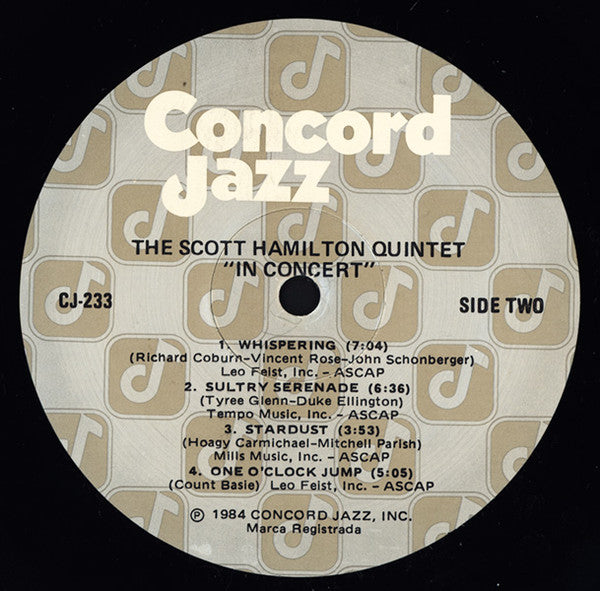 Concord
Jazz
THE SCOTT HAMILTON QUINTET
"IN CONCERT"
CJ-233
SIDE TWO
1. WHISPERING (7:04)
(Richard Coburn-Vincent Rose-John Schonberger)
Leo Feist, Inc. - ASCAP
2. SULTRY SERENADE (6:36)
(Tyree Glenn-Duke Ellington)
Tempo Music, Inc. - ASCAP
3. STARDUST (3:53)
(Hoagy Carmichael-Mitchell Parish)
Mills Music, Inc. - ASCAP
4. ONE O'CLOCK JUMP (5:05)
(Count Basie) Leo Feist, Inc. - ASCAP
℗ 1984 CONCORD JAZZ, INC.
Marca Registrada